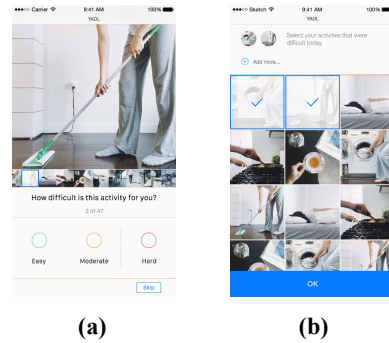 ●●●○○ Carrier 9:41 AM 100%
YADL
How difficult is this activity for you?
2 of 47
Easy Moderate Hard
Skip
(a)
●●●○○ Sketch 9:41 AM 100%
YADL
Select your activities that were
difficult today.
Add more...
OK
(b)